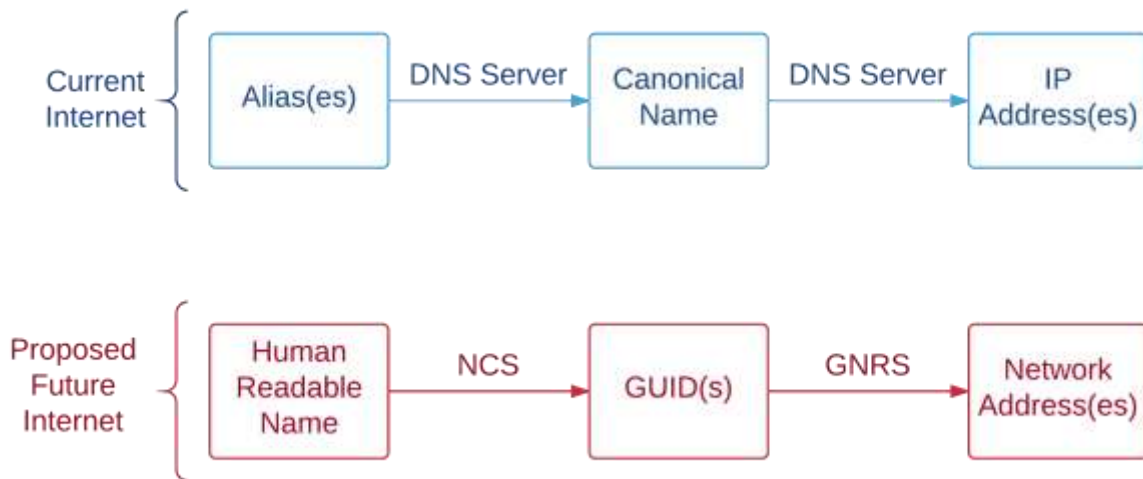 Current
Internet
Alias(es)
DNS Server
Canonical
Name
DNS Server
IP
Address(es)
Proposed
Future
Internet
Human
Readable
Name
NCS
GUID(s)
GNRS
Network
Address(es)